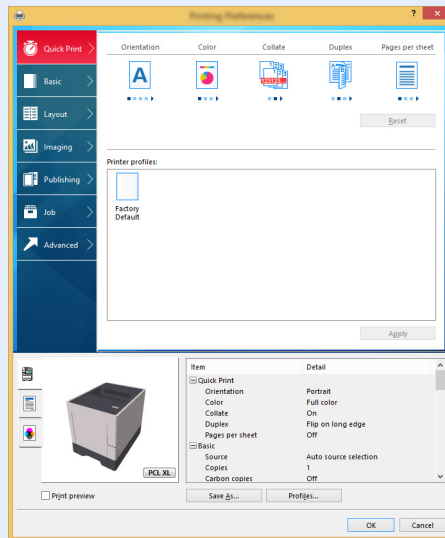 Printing Preferences
?
x
Quick Print
Orientation
Color
Collate
Duplex
Pages per sheet
A
123123
A
Reset
Basic
Layout
Imaging
Publishing
Job
Advanced
Printer profiles:
Factory
Default
Apply
Item Detail
Quick Print
Orientation Portrait
Color Full color
Collate On
Duplex Flip on long edge
Pages per sheet Off
Basic
Source Auto source selection
Copies 1
Carbon copies Off
PCL XL
Print preview
Save As...
Profiles...
OK
Cancel